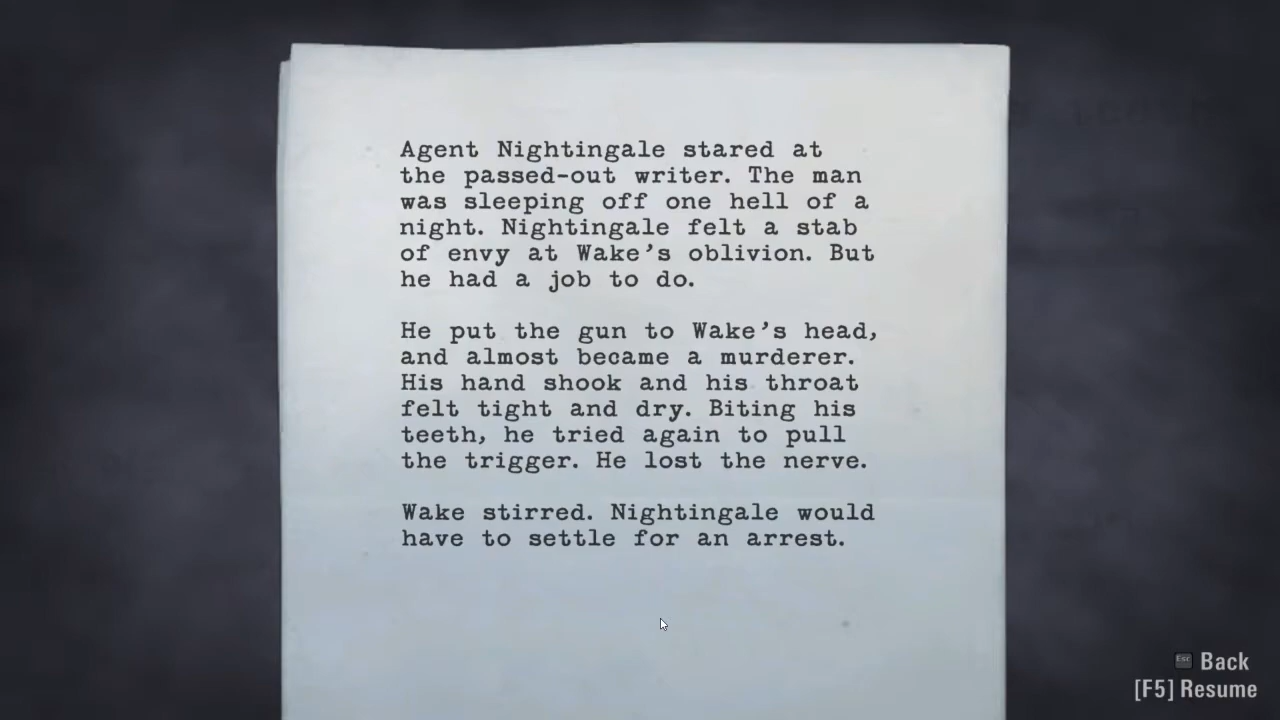 Agent Nightingale stared at
the passed-out writer. The man
was sleeping off one hell of a
night. Nightingale felt a stab
of envy at Wake's oblivion. But
he had a job to do.
He put the gun to Wake's head,
and almost became a murderer.
His hand shook and his throat
felt tight and dry. Biting his
teeth, he tried again to pull
the trigger. He lost the nerve.
Wake stirred. Nightingale would
have to settle for an arrest.
Esc Back
[F5] Resume